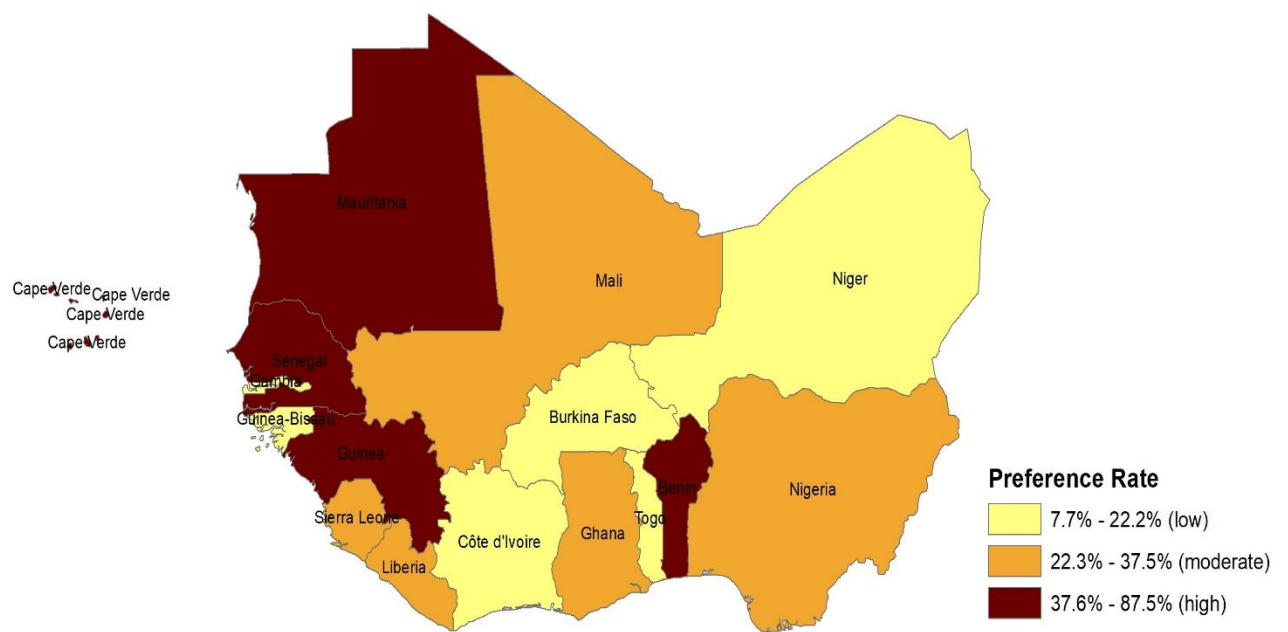 Mauritania
Mali
Niger
Cape Verde
Cape Verde
Cape Verde
Cape Verde
Senegal
Gambia
Guinea-Bissau
Burkina Faso
Guinea
Benin
Nigeria
Sierra Leone
Togo
Ghana
Côte d'Ivoire
Liberia
Preference Rate
7.7% - 22.2% (low)
22.3% - 37.5% (moderate)
37.6% - 87.5% (high)